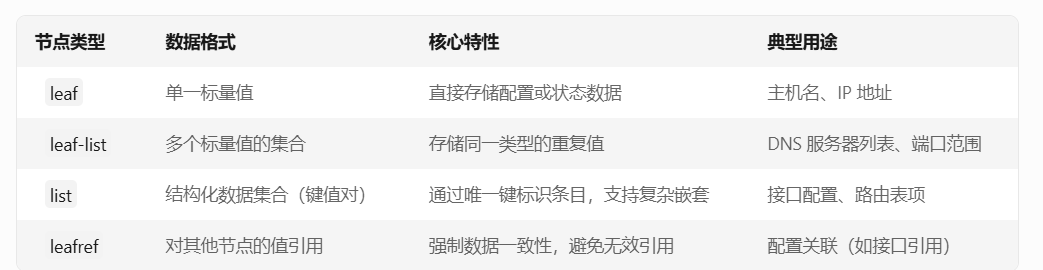 节点类型 数据格式 核心特性 典型用途
leaf 单一标量值 直接存储配置或状态数据 主机名、IP 地址
leaf-list 多个标量值的集合 存储同一类型的重复值 DNS 服务器列表、端口范围
list 结构化数据集合（键值对） 通过唯一键标识条目，支持复杂嵌套 接口配置、路由表项
leafref 对其他节点的值引用 强制数据一致性，避免无效引用 配置关联（如接口引用）